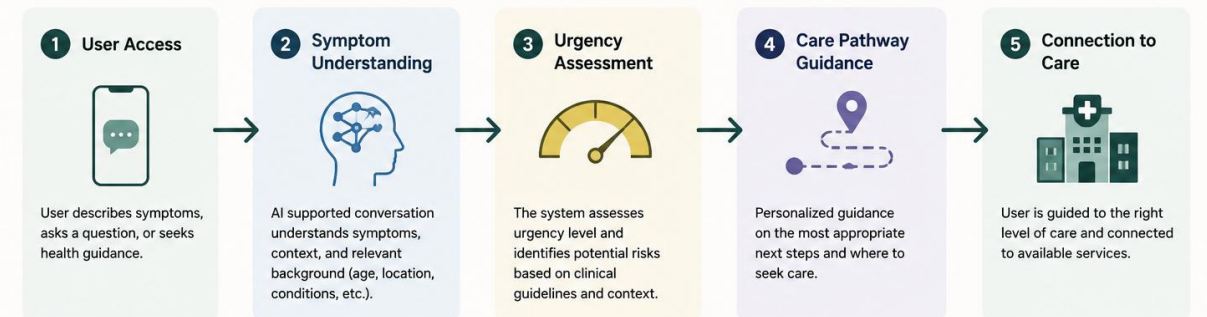 1 User Access
User describes symptoms,
asks a question, or seeks
health guidance.
2 Symptom
Understanding
AI supported conversation
understands symptoms,
context, and relevant
background (age, location,
conditions, etc.).
3 Urgency
Assessment
The system assesses
urgency level and
identifies potential risks
based on clinical
guidelines and context.
4 Care Pathway
Guidance
Personalized guidance
on the most appropriate
next steps and where to
seek care.
5 Connection to
Care
User is guided to the right
level of care and connected
to available services.